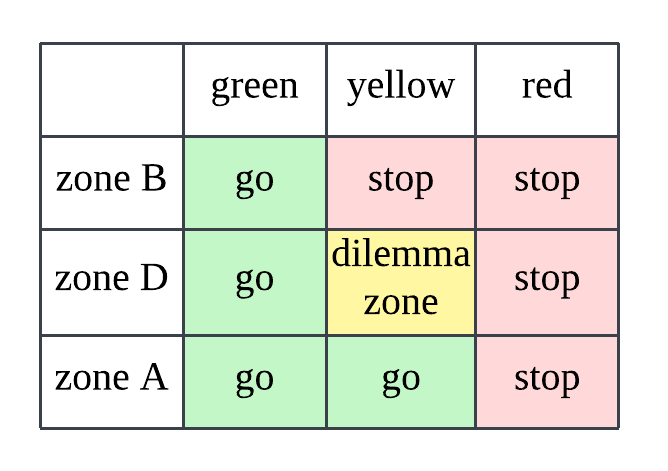 green yellow red
zone B go stop stop
zone D go dilemma zone stop
zone A go go stop